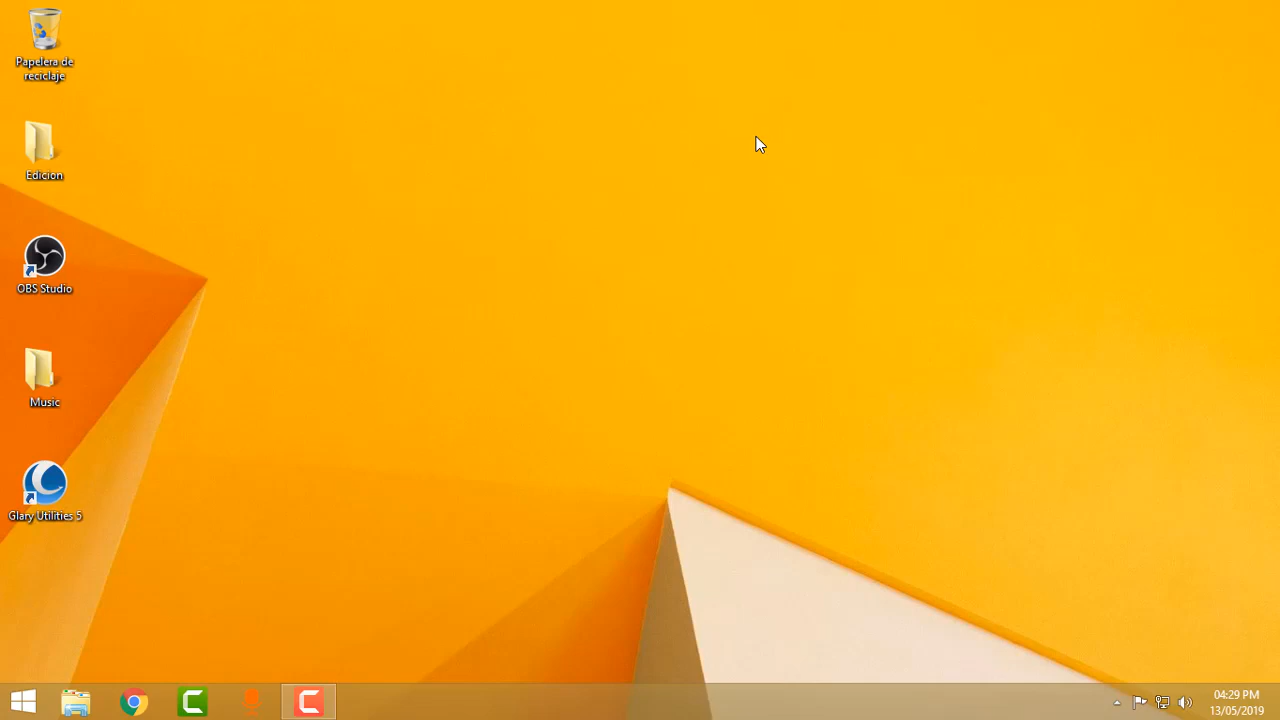 Papelera de
reciclaje
Edicion
OBS Studio
Music
Glary Utilities 5
04:29 PM
13/05/2019